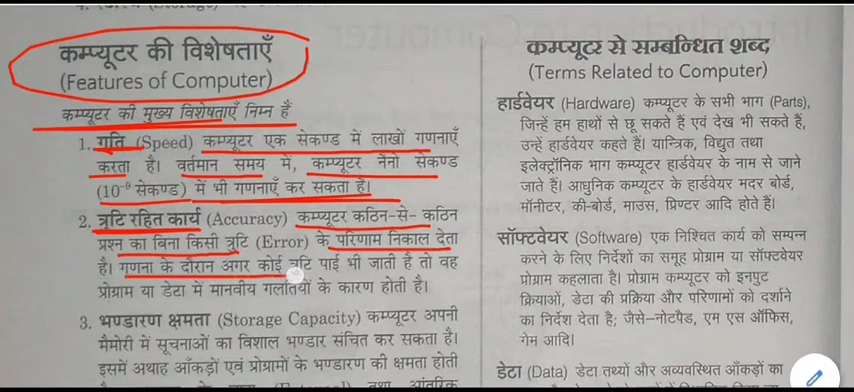 कम्प्यूटर की विशेषताएँ
(Features of Computer)
कम्प्यूटर की मुख्य विशेषताएँ निम्न हैं
1. गति (Speed) कम्प्यूटर एक सेकण्ड में लाखों गणनाएँ
करता है। वर्तमान समय में, कम्प्यूटर नैनो सेकण्ड
(10⁻⁹ सेकण्ड) में भी गणनाएँ कर सकता है।
2. त्रुटि रहित कार्य (Accuracy) कम्प्यूटर कठिन-से-कठिन
प्रश्न का बिना किसी त्रुटि (Error) के परिणाम निकाल देता
है। गणना के दौरान अगर कोई त्रुटि पाई भी जाती है तो वह
प्रोग्राम या डेटा में मानवीय गलतियों के कारण होती है।
3. भण्डारण क्षमता (Storage Capacity) कम्प्यूटर अपनी
मैमोरी में सूचनाओं का विशाल भण्डार संचित कर सकता है।
इसमें अथाह आँकड़ों एवं प्रोग्रामों के भण्डारण की क्षमता होती
तथा आंतरिक
कम्प्यूटर से सम्बन्धित शब्द
(Terms Related to Computer)
हार्डवेयर (Hardware) कम्प्यूटर के सभी भाग (Parts),
जिन्हें हम हाथों से छू सकते हैं एवं देख भी सकते हैं,
उन्हें हार्डवेयर कहते हैं। यान्त्रिक, विद्युत तथा
इलेक्ट्रॉनिक भाग कम्प्यूटर हार्डवेयर के नाम से जाने
जाते हैं। आधुनिक कम्प्यूटर के हार्डवेयर मदर बोर्ड,
मॉनीटर, की-बोर्ड, माउस, प्रिण्टर आदि होते हैं।
सॉफ्टवेयर (Software) एक निश्चित कार्य को सम्पन्न
करने के लिए निर्देशों का समूह प्रोग्राम या सॉफ्टवेयर
प्रोग्राम कहलाता है। प्रोग्राम कम्प्यूटर को इनपुट
क्रियाओं, डेटा की प्रक्रिया और परिणामों को दर्शाने
का निर्देश देता है; जैसे-नोटपैड, एम एस ऑफिस,
गेम आदि।
डेटा (Data) डेटा तथ्यों और अव्यवस्थित आँकड़ों का